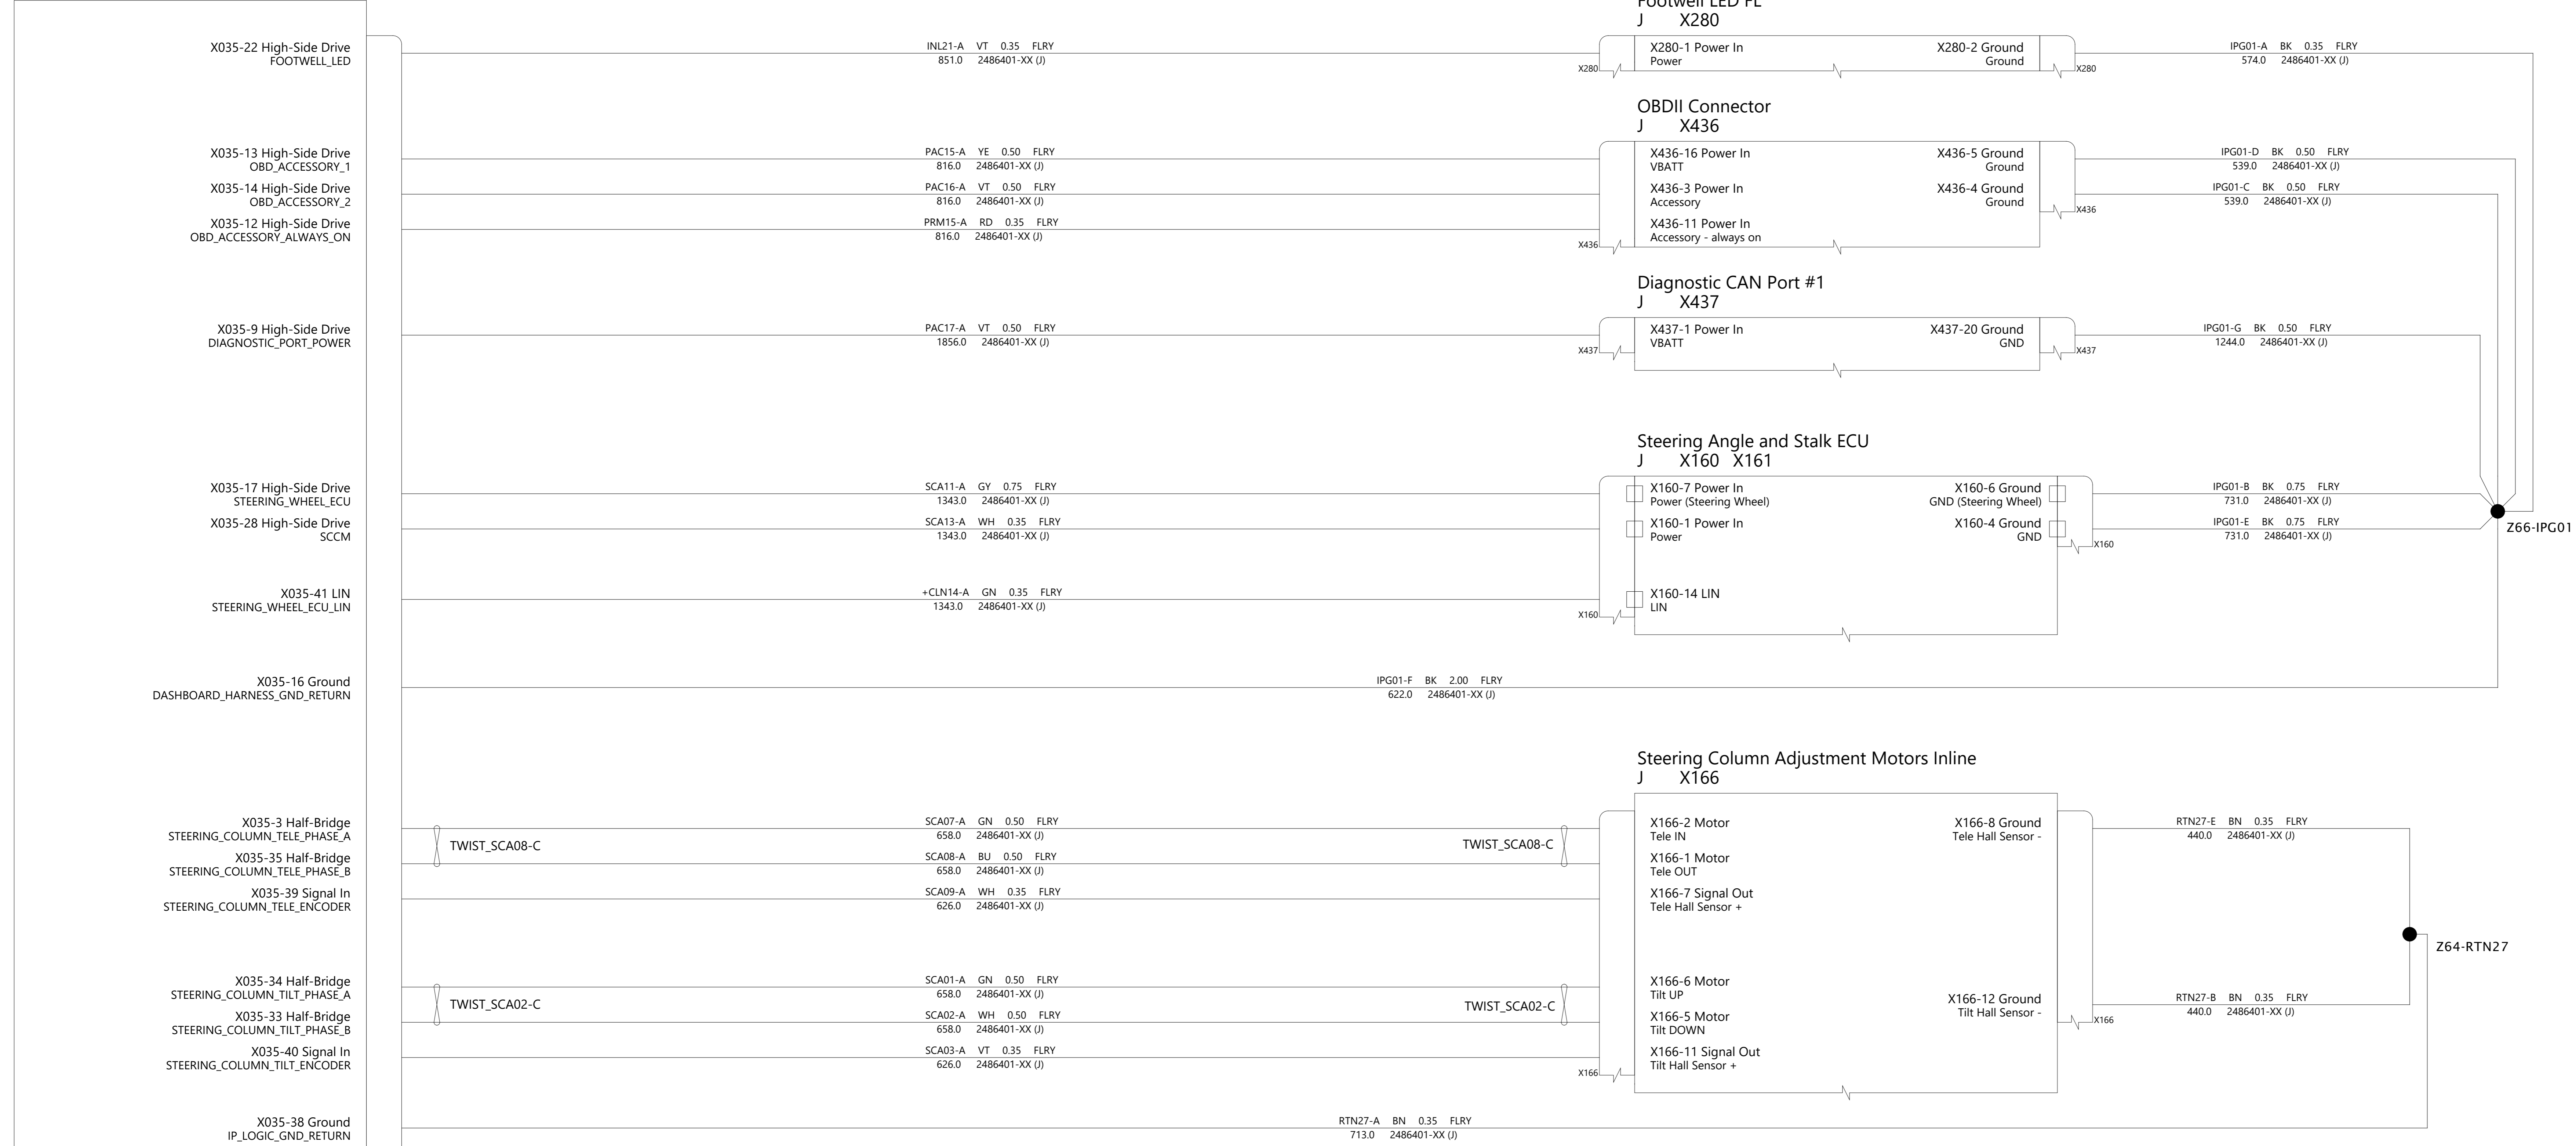 Footwell LED FL
J X280
X035-22 High-Side Drive
FOOTWELL_LED
INL21-A VT 0.35 FLRY
851.0 2486401-XX (J)
X280
X280-1 Power In
Power
X280-2 Ground
Ground
X280
IPG01-A BK 0.35 FLRY
574.0 2486401-XX (J)
OBDII Connector
J X436
X035-13 High-Side Drive
OBD_ACCESSORY_1
PAC15-A YE 0.50 FLRY
816.0 2486401-XX (J)
X436-16 Power In
VBATT
X436-5 Ground
Ground
IPG01-D BK 0.50 FLRY
539.0 2486401-XX (J)
X035-14 High-Side Drive
OBD_ACCESSORY_2
PAC16-A VT 0.50 FLRY
816.0 2486401-XX (J)
X436-3 Power In
Accessory
X436-4 Ground
Ground
X436
IPG01-C BK 0.50 FLRY
539.0 2486401-XX (J)
X035-12 High-Side Drive
OBD_ACCESSORY_ALWAYS_ON
PRM15-A RD 0.35 FLRY
816.0 2486401-XX (J)
X436
X436-11 Power In
Accessory - always on
Diagnostic CAN Port #1
J X437
X035-9 High-Side Drive
DIAGNOSTIC_PORT_POWER
PAC17-A VT 0.50 FLRY
1856.0 2486401-XX (J)
X437
X437-1 Power In
VBATT
X437-20 Ground
GND
X437
IPG01-G BK 0.50 FLRY
1244.0 2486401-XX (J)
Steering Angle and Stalk ECU
J X160 X161
X035-17 High-Side Drive
STEERING_WHEEL_ECU
SCA11-A GY 0.75 FLRY
1343.0 2486401-XX (J)
X160-7 Power In
Power (Steering Wheel)
X160-6 Ground
GND (Steering Wheel)
IPG01-B BK 0.75 FLRY
731.0 2486401-XX (J)
X035-28 High-Side Drive
SCCM
SCA13-A WH 0.35 FLRY
1343.0 2486401-XX (J)
X160-1 Power In
Power
X160-4 Ground
GND
X160
IPG01-E BK 0.75 FLRY
731.0 2486401-XX (J)
Z66-IPG01
X035-41 LIN
STEERING_WHEEL_ECU_LIN
+CLN14-A GN 0.35 FLRY
1343.0 2486401-XX (J)
X160
X160-14 LIN
LIN
X035-16 Ground
DASHBOARD_HARNESS_GND_RETURN
IPG01-F BK 2.00 FLRY
622.0 2486401-XX (J)
Steering Column Adjustment Motors Inline
J X166
X035-3 Half-Bridge
STEERING_COLUMN_TELE_PHASE_A
TWIST_SCA08-C
SCA07-A GN 0.50 FLRY
658.0 2486401-XX (J)
TWIST_SCA08-C
X166-2 Motor
Tele IN
X166-8 Ground
Tele Hall Sensor -
RTN27-E BN 0.35 FLRY
440.0 2486401-XX (J)
X035-35 Half-Bridge
STEERING_COLUMN_TELE_PHASE_B
SCA08-A BU 0.50 FLRY
658.0 2486401-XX (J)
X166-1 Motor
Tele OUT
X035-39 Signal In
STEERING_COLUMN_TELE_ENCODER
SCA09-A WH 0.35 FLRY
626.0 2486401-XX (J)
X166-7 Signal Out
Tele Hall Sensor +
Z64-RTN27
X035-34 Half-Bridge
STEERING_COLUMN_TILT_PHASE_A
TWIST_SCA02-C
SCA01-A GN 0.50 FLRY
658.0 2486401-XX (J)
TWIST_SCA02-C
X166-6 Motor
Tilt UP
X166-12 Ground
Tilt Hall Sensor -
X166
RTN27-B BN 0.35 FLRY
440.0 2486401-XX (J)
X035-33 Half-Bridge
STEERING_COLUMN_TILT_PHASE_B
SCA02-A WH 0.50 FLRY
658.0 2486401-XX (J)
X166-5 Motor
Tilt DOWN
X035-40 Signal In
STEERING_COLUMN_TILT_ENCODER
SCA03-A VT 0.35 FLRY
626.0 2486401-XX (J)
X166
X166-11 Signal Out
Tilt Hall Sensor +
X035-38 Ground
IP_LOGIC_GND_RETURN
RTN27-A BN 0.35 FLRY
713.0 2486401-XX (J)